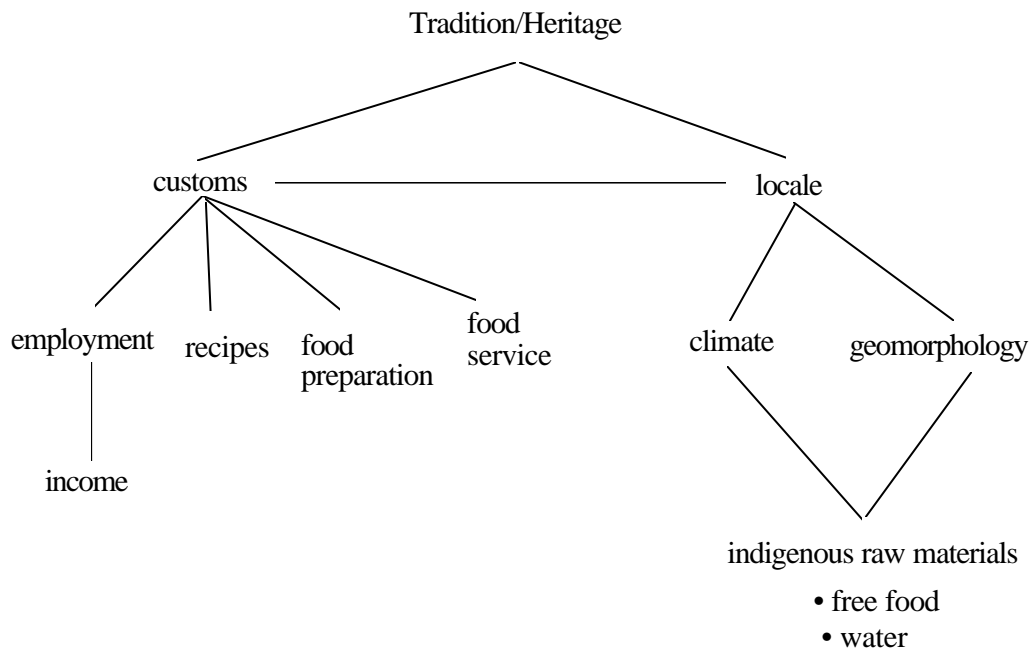 Tradition/Heritage
customs
locale
employment
recipes
food
preparation
food
service
climate
geomorphology
income
indigenous raw materials
• free food
• water